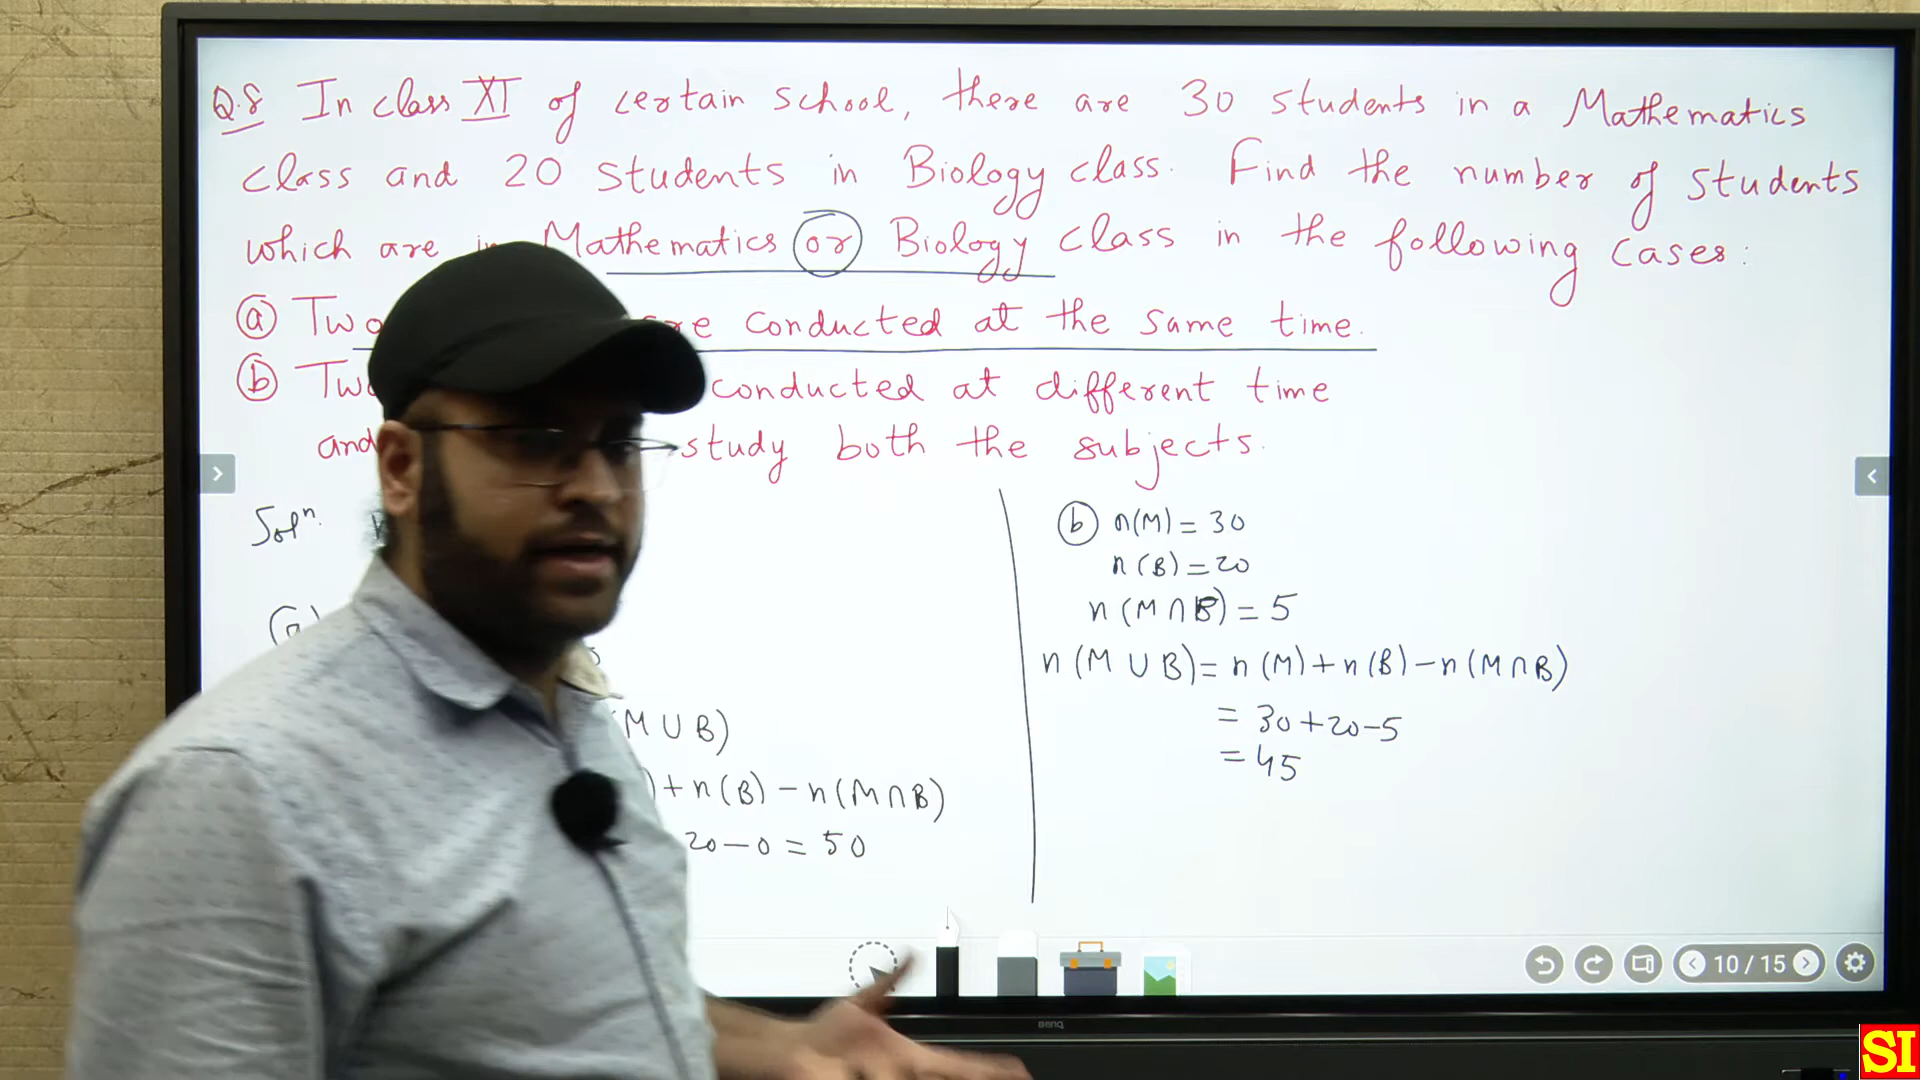 Q.8 In class XI of certain school, there are 30 students in a Mathematics
class and 20 students in Biology class. Find the number of students
which are in Mathematics or Biology class in the following cases:
(a) Two are conducted at the same time.
(b) Two conducted at different time
and study both the subjects.
Solⁿ.
(a)
(M ∪ B)
) + n(B) - n(M ∩ B)
20 - 0 = 50
(b) n(M) = 30
n(B) = 20
n(M ∩ B) = 5
n(M ∪ B) = n(M) + n(B) - n(M ∩ B)
= 30 + 20 - 5
= 45
10 / 15
BenQ
SI